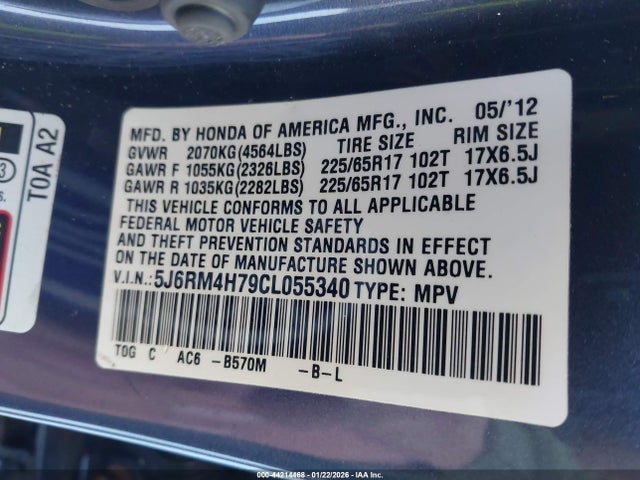 MFD. BY HONDA OF AMERICA MFG., INC. 05/'12
GVWR 2070KG(4564LBS) TIRE SIZE RIM SIZE
GAWR F 1055KG(2326LBS) 225/65R17 102T 17X6.5J
GAWR R 1035KG(2282LBS) 225/65R17 102T 17X6.5J
THIS VEHICLE CONFORMS TO ALL APPLICABLE
FEDERAL MOTOR VEHICLE SAFETY
AND THEFT PREVENTION STANDARDS IN EFFECT
ON THE DATE OF MANUFACTURE SHOWN ABOVE.
V.I.N.: 5J6RM4H79CL055340 TYPE: MPV
TOG C AC6 -B570M -B-L
TOA A2
3
000-44214468 - 01/22/2026 - IAA Inc.